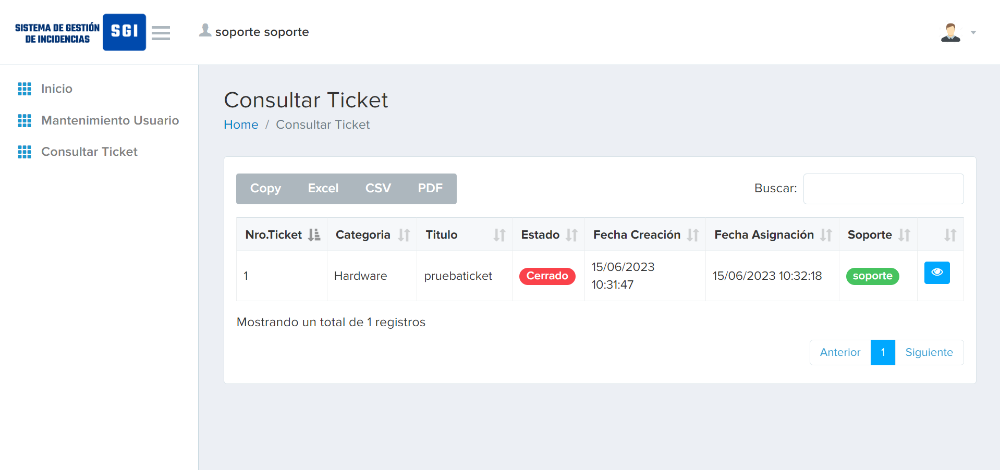 SISTEMA DE GESTIÓN
DE INCIDENCIAS
SGI
soporte soporte
Inicio
Mantenimiento Usuario
Consultar Ticket
Consultar Ticket
Home / Consultar Ticket
Copy Excel CSV PDF
Buscar:
Nro.Ticket Categoria Titulo Estado Fecha Creación Fecha Asignación Soporte
1 Hardware pruebaticket Cerrado 15/06/2023 10:31:47 15/06/2023 10:32:18 soporte
Mostrando un total de 1 registros
Anterior 1 Siguiente